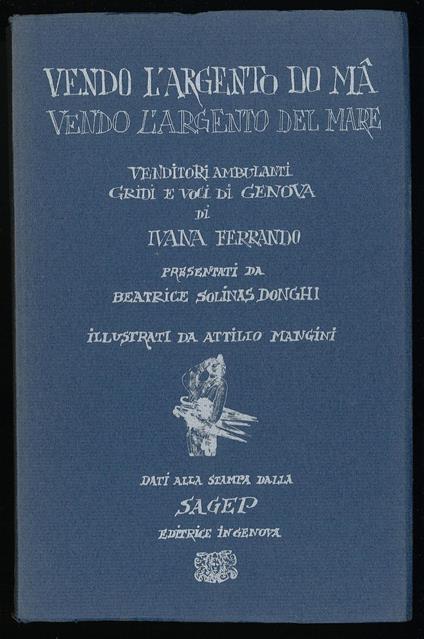 VENDO L'ARGENTO DO MÂ
VENDO L'ARGENTO DEL MARE
VENDITORI AMBULANTI
GRIDI E VOCI DI GENOVA
DI
IVANA FERRANDO
PRESENTATI DA
BEATRICE SOLINAS DONGHI
ILLUSTRATI DA ATTILIO MANGINI
DATI ALLA STAMPA DALLA
SAGEP
EDITRICE IN GENOVA